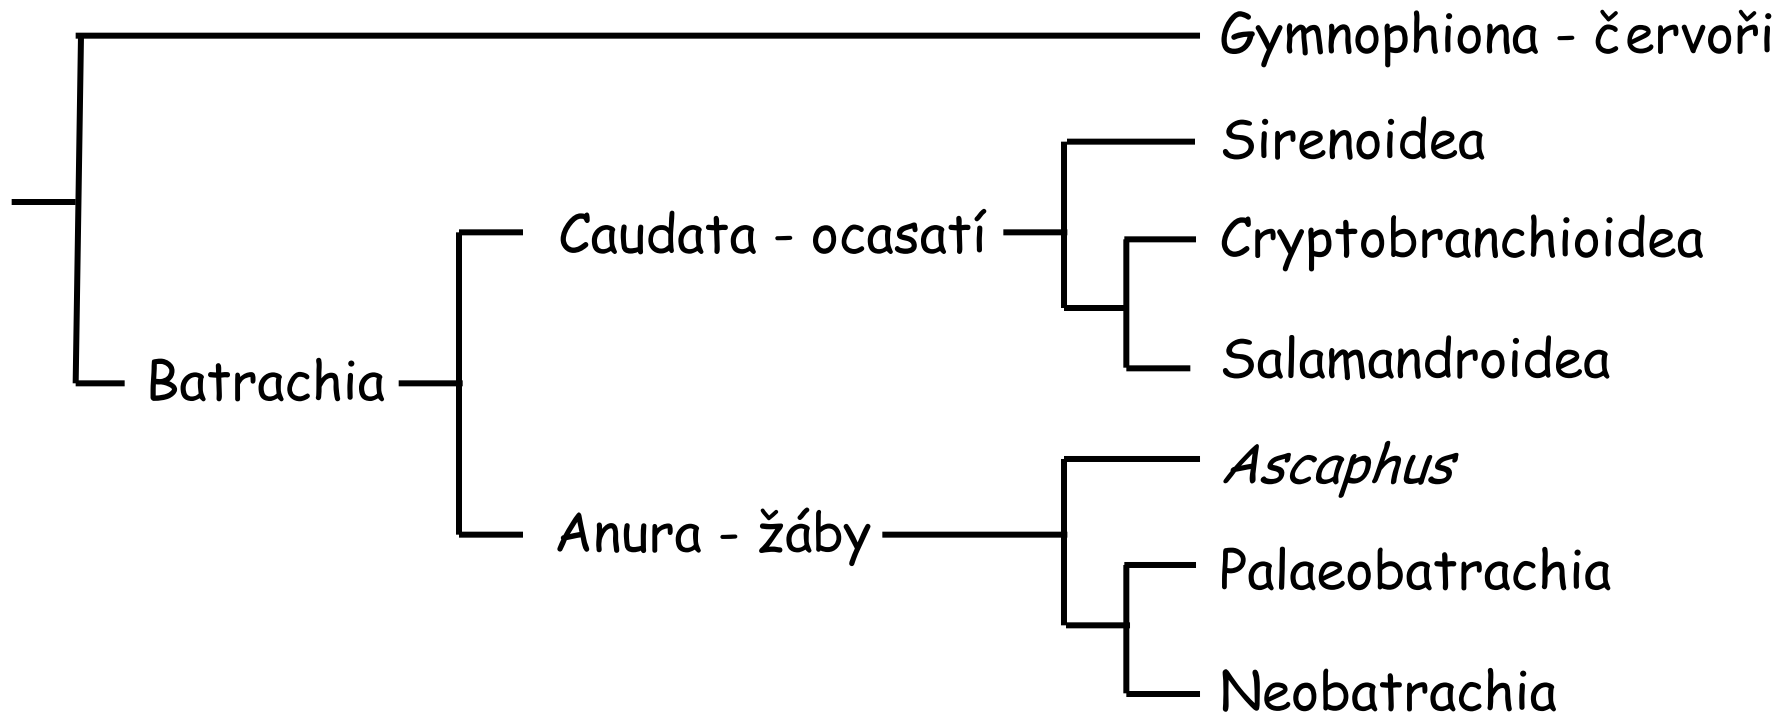 Gymnophiona - červoři
Sirenoidea
Caudata - ocasatí
Cryptobranchioidea
Salamandroidea
Batrachia
Ascaphus
Anura - žáby
Palaeobatrachia
Neobatrachia